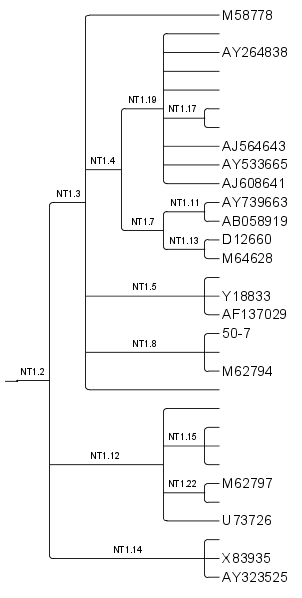 M58778
AY264838
NT1.19
NT1.17
AJ564643
NT1.4
AY533665
AJ608641
NT1.3
AY739663
NT1.11
AB058919
NT1.7
D12660
NT1.13
M64628
NT1.5
Y18833
AF137029
50-7
NT1.8
M62794
NT1.2
NT1.15
NT1.12
M62797
NT1.22
U73726
NT1.14
X83935
AY323525